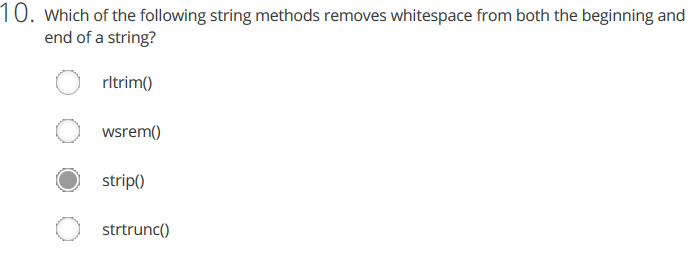 10. Which of the following string methods removes whitespace from both the beginning and
end of a string?
rltrim()
wsrem()
strip()
strtrunc()